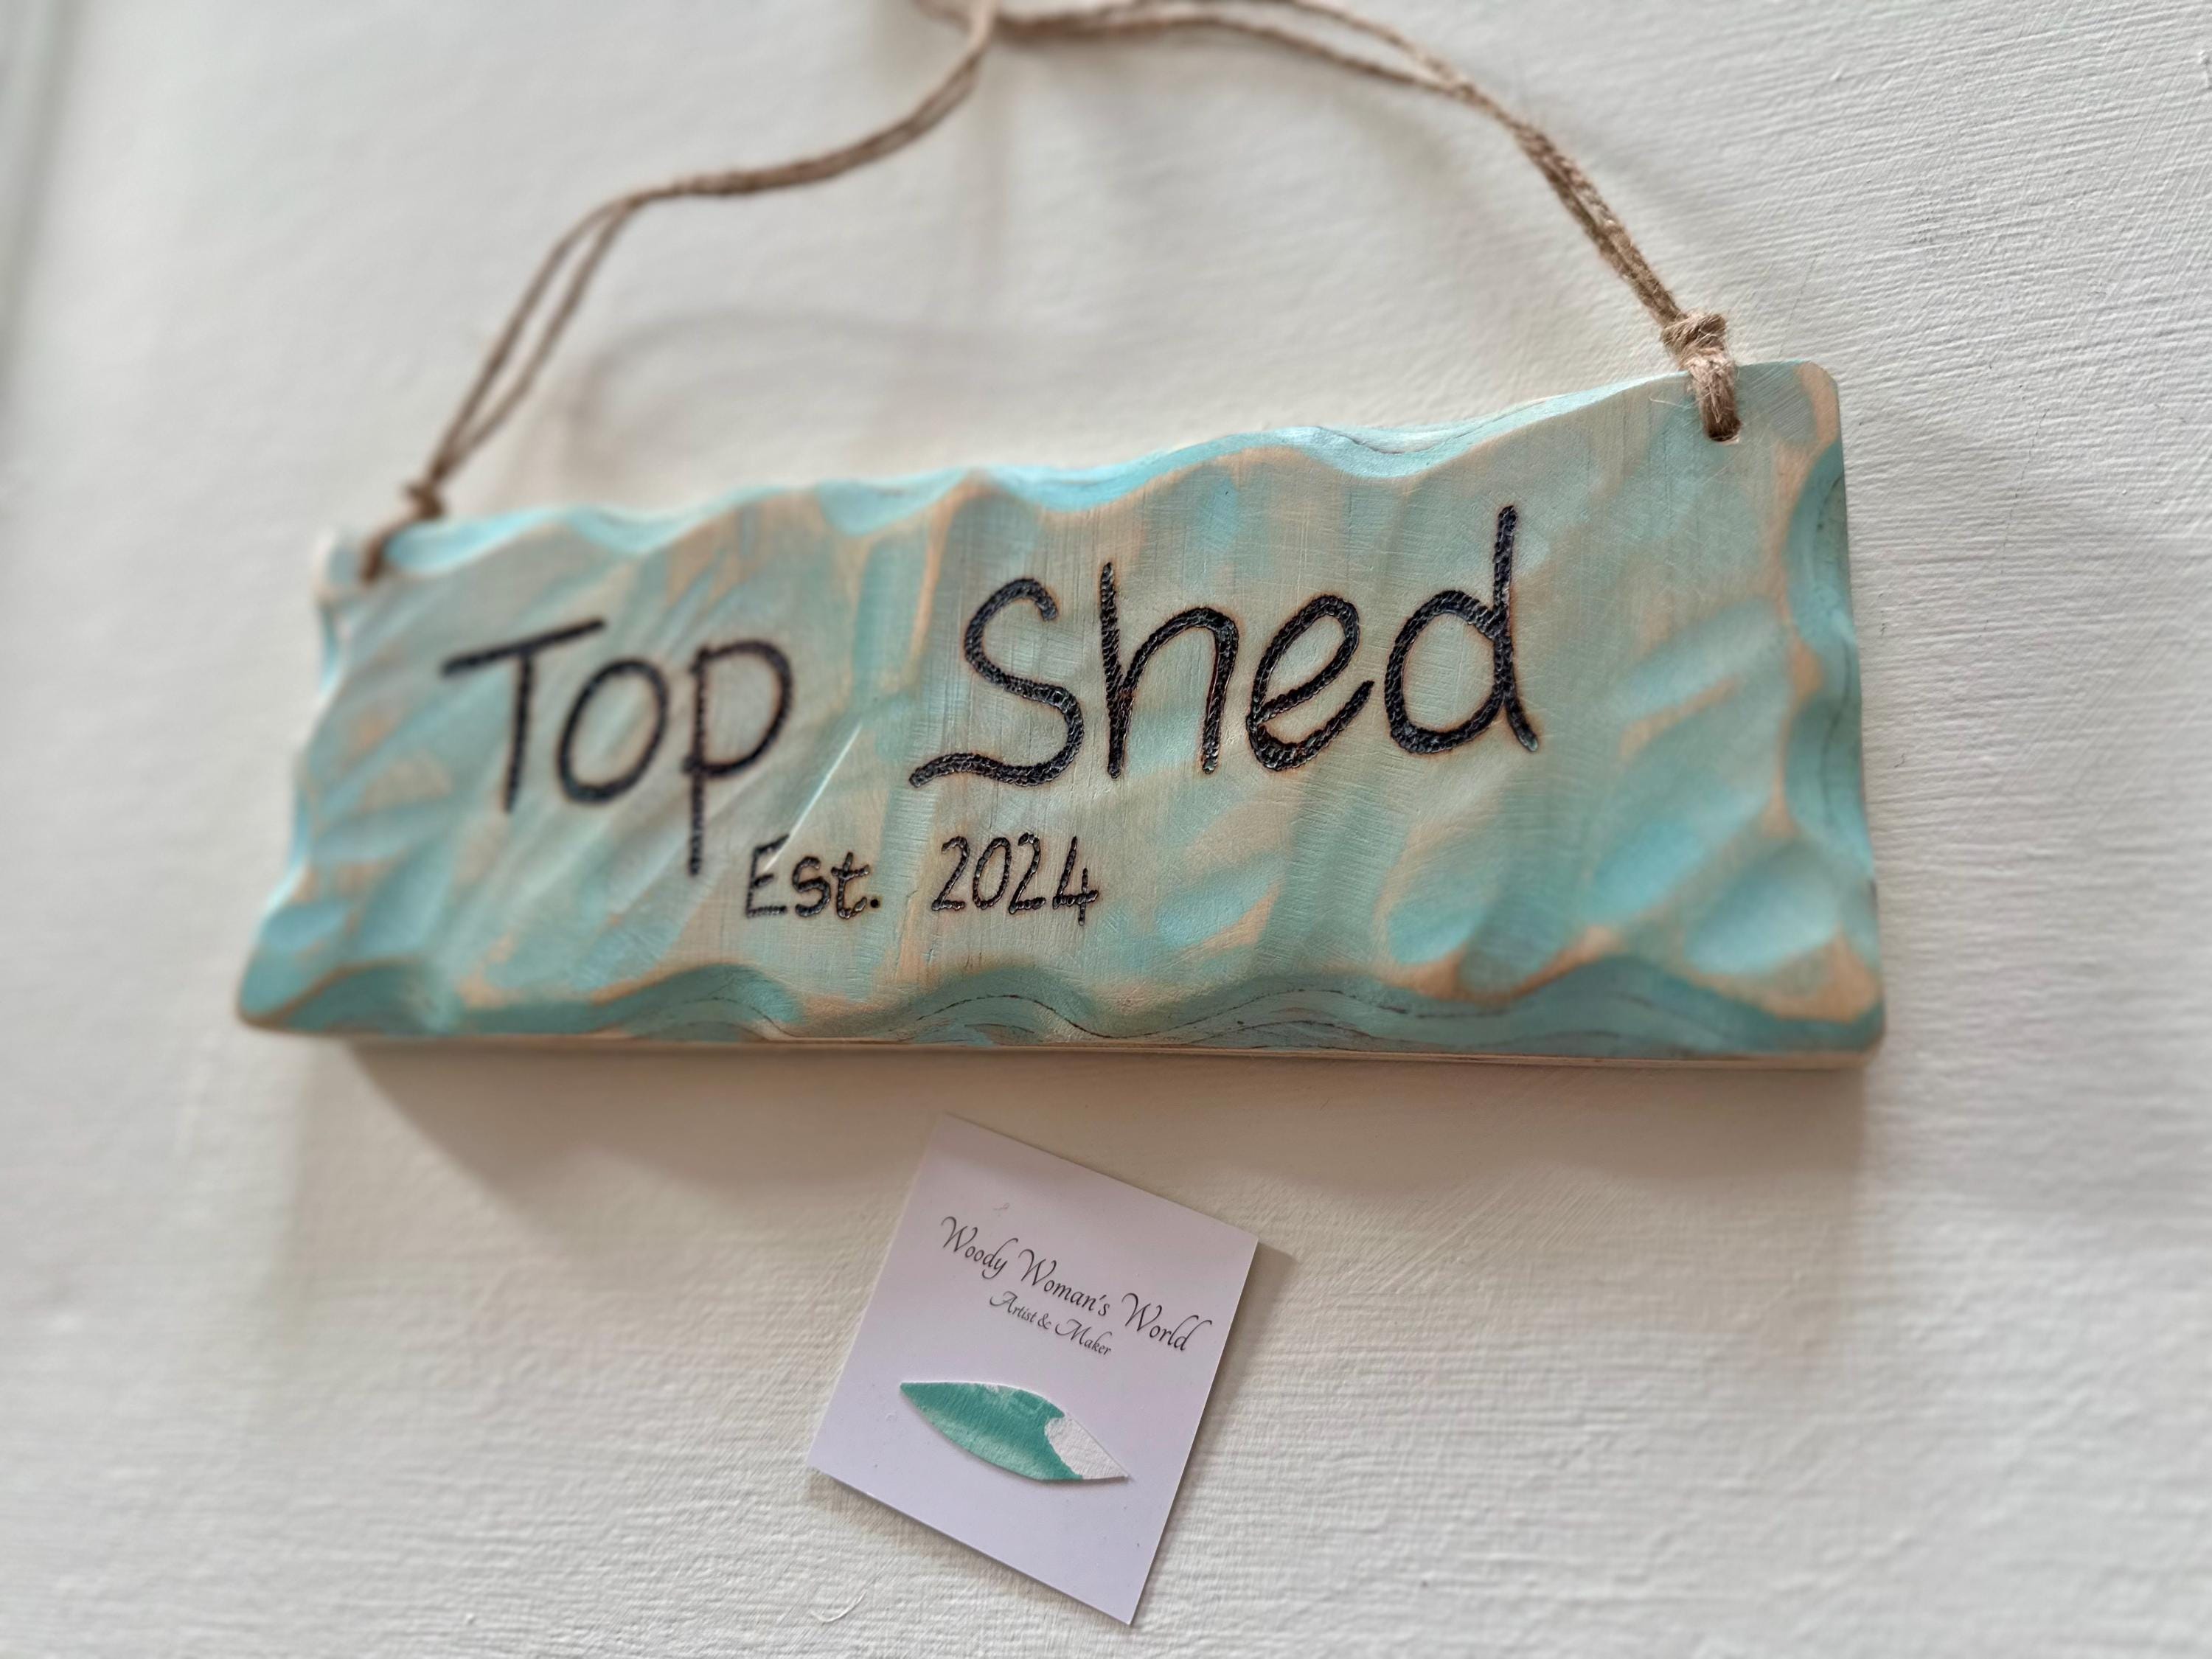 Top Shed
Est. 2024
Woody Woman's World
Artist & Maker